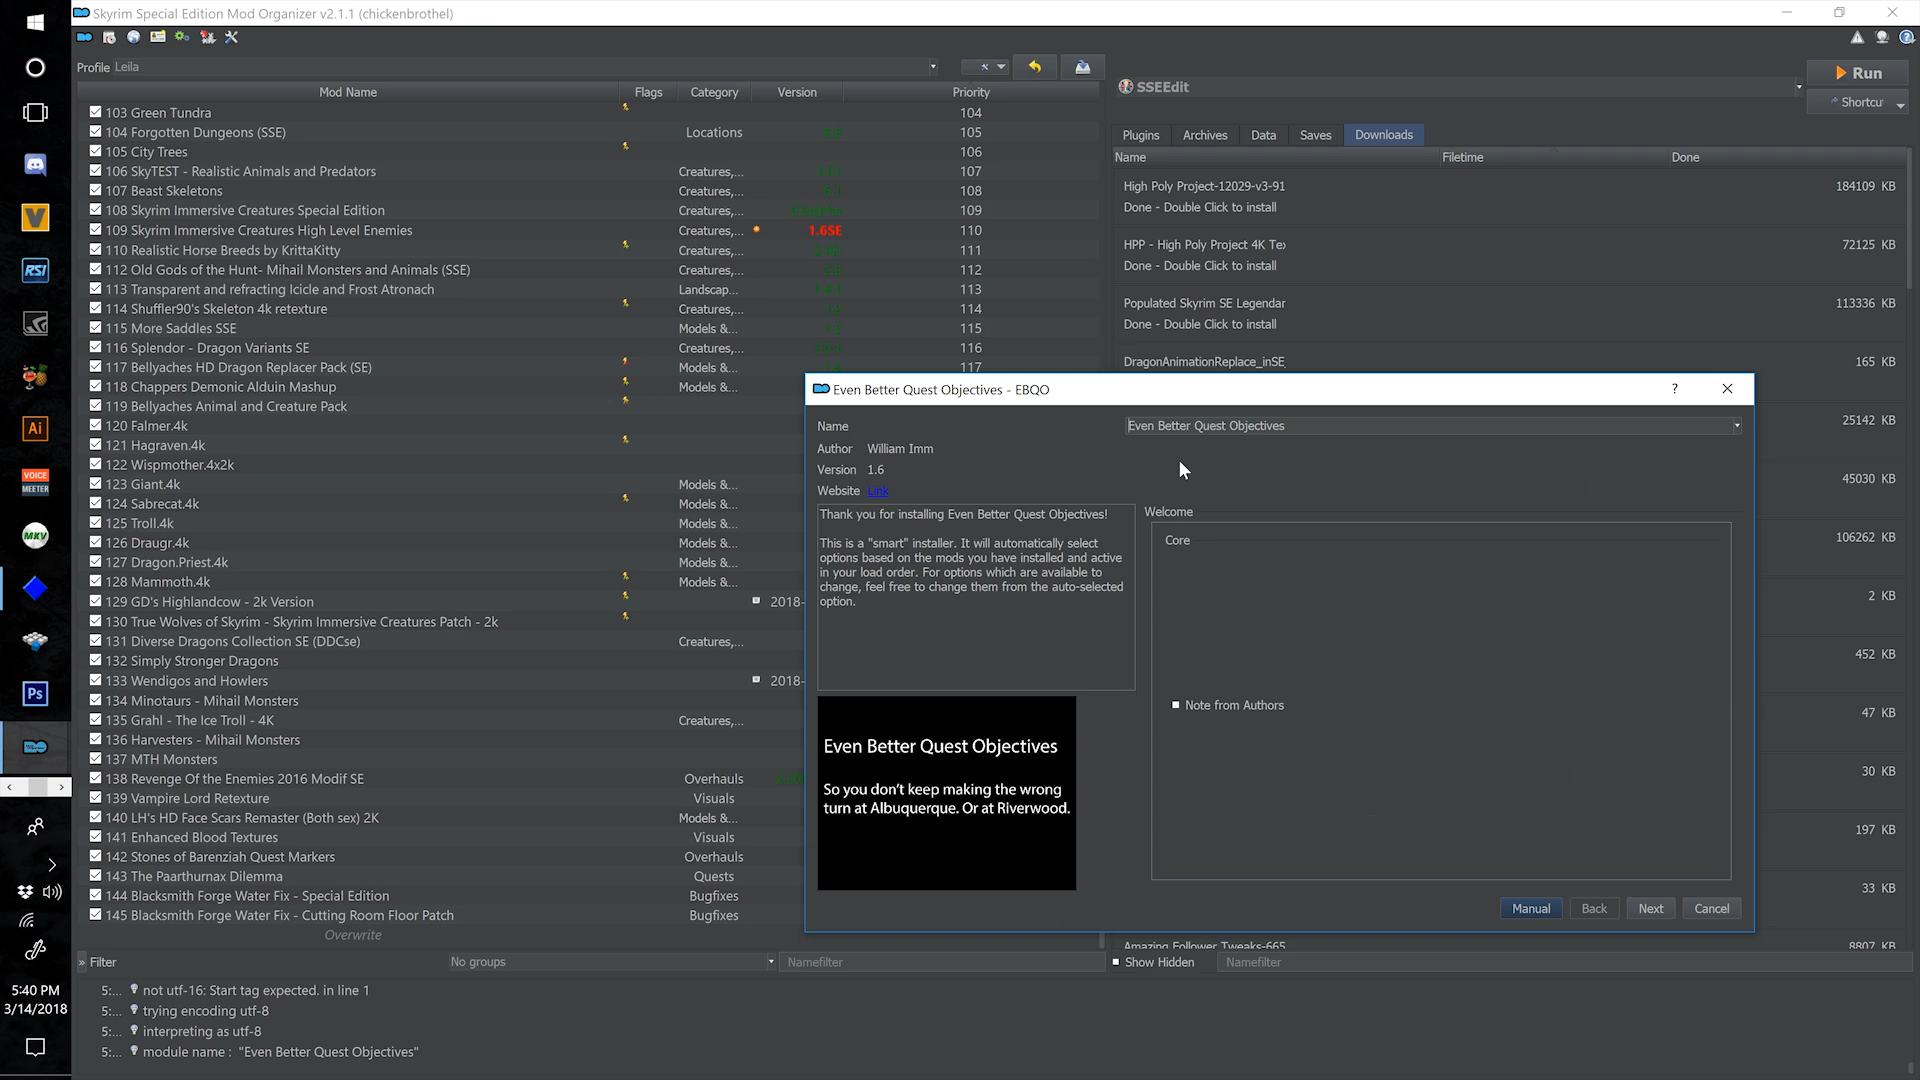 Skyrim Special Edition Mod Organizer v2.1.1 (chickenbrothel)
Profile Leila
Mod Name Flags Category Version Priority
103 Green Tundra 104
104 Forgotten Dungeons (SSE) Locations 105
105 City Trees 106
106 SkyTEST - Realistic Animals and Predators Creatures,... 107
107 Beast Skeletons Creatures,... 108
108 Skyrim Immersive Creatures Special Edition Creatures,... 109
109 Skyrim Immersive Creatures High Level Enemies Creatures,... 1.6SE 110
110 Realistic Horse Breeds by KrittaKitty Creatures,... 111
112 Old Gods of the Hunt- Mihail Monsters and Animals (SSE) Creatures,... 112
113 Transparent and refracting Icicle and Frost Atronach Landscap... 113
114 Shuffler90's Skeleton 4k retexture Creatures,... 114
115 More Saddles SSE Models &... 115
116 Splendor - Dragon Variants SE Creatures,... 116
117 Bellyaches HD Dragon Replacer Pack (SE) Models &... 117
118 Chappers Demonic Alduin Mashup Models &...
119 Bellyaches Animal and Creature Pack
120 Falmer.4k
121 Hagraven.4k
122 Wispmother.4x2k
123 Giant.4k Models &...
124 Sabrecat.4k Models &...
125 Troll.4k Models &...
126 Draugr.4k Models &...
127 Dragon.Priest.4k Models &...
128 Mammoth.4k Models &...
129 GD's Highlandcow - 2k Version 2018-
130 True Wolves of Skyrim - Skyrim Immersive Creatures Patch - 2k
131 Diverse Dragons Collection SE (DDCse) Creatures,...
132 Simply Stronger Dragons
133 Wendigos and Howlers 2018-
134 Minotaurs - Mihail Monsters
135 Grahl - The Ice Troll - 4K Creatures,...
136 Harvesters - Mihail Monsters
137 MTH Monsters
138 Revenge Of the Enemies 2016 Modif SE Overhauls
139 Vampire Lord Retexture Visuals
140 LH's HD Face Scars Remaster (Both sex) 2K Models &...
141 Enhanced Blood Textures Visuals
142 Stones of Barenziah Quest Markers Overhauls
143 The Paarthurnax Dilemma Quests
144 Blacksmith Forge Water Fix - Special Edition Bugfixes
145 Blacksmith Forge Water Fix - Cutting Room Floor Patch Bugfixes
Overwrite
» Filter No groups Namefilter
5:... not utf-16: Start tag expected. in line 1
5:... trying encoding utf-8
5:... interpreting as utf-8
5:... module name : "Even Better Quest Objectives"
SSEEdit
Run
Shortcu
Plugins Archives Data Saves Downloads
Name Filetime Done
High Poly Project-12029-v3-91 184109 KB
Done - Double Click to install
HPP - High Poly Project 4K Te 72125 KB
Done - Double Click to install
Populated Skyrim SE Legendar 113336 KB
Done - Double Click to install
DragonAnimationReplace_inSE 165 KB
25142 KB
45030 KB
106262 KB
2 KB
452 KB
47 KB
30 KB
197 KB
33 KB
Amazing Follower Tweaks-665 8807 KB
Show Hidden Namefilter
Even Better Quest Objectives - EBQO
?
Name Even Better Quest Objectives
Author William Imm
Version 1.6
Website Link
Thank you for installing Even Better Quest Objectives!
This is a "smart" installer. It will automatically select
options based on the mods you have installed and active
in your load order. For options which are available to
change, feel free to change them from the auto-selected
option.
Welcome
Core
Note from Authors
Even Better Quest Objectives
So you don't keep making the wrong
turn at Albuquerque. Or at Riverwood.
Manual Back Next Cancel
RSI
Ai
VOICE
MEETER
MKV
Ps
5:40 PM
3/14/2018